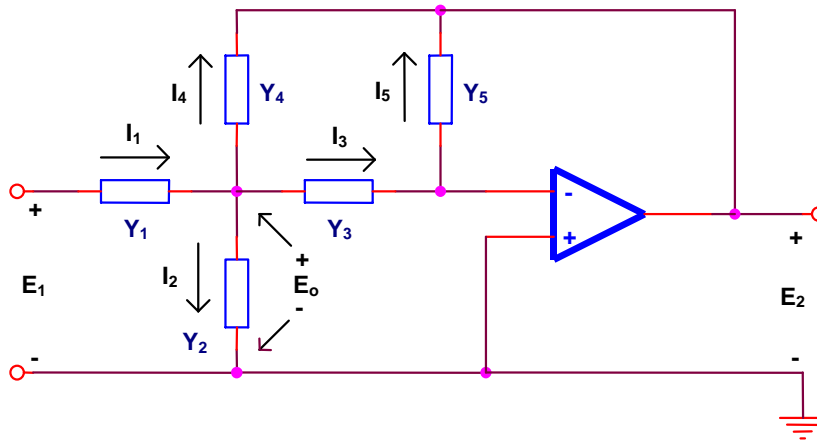 I₄
Y₄
I₅
Y₅
I₁
I₃
-
+
Y₁
Y₃
+
+
I₂
+
E₁
Eₒ
E₂
-
Y₂
-
-